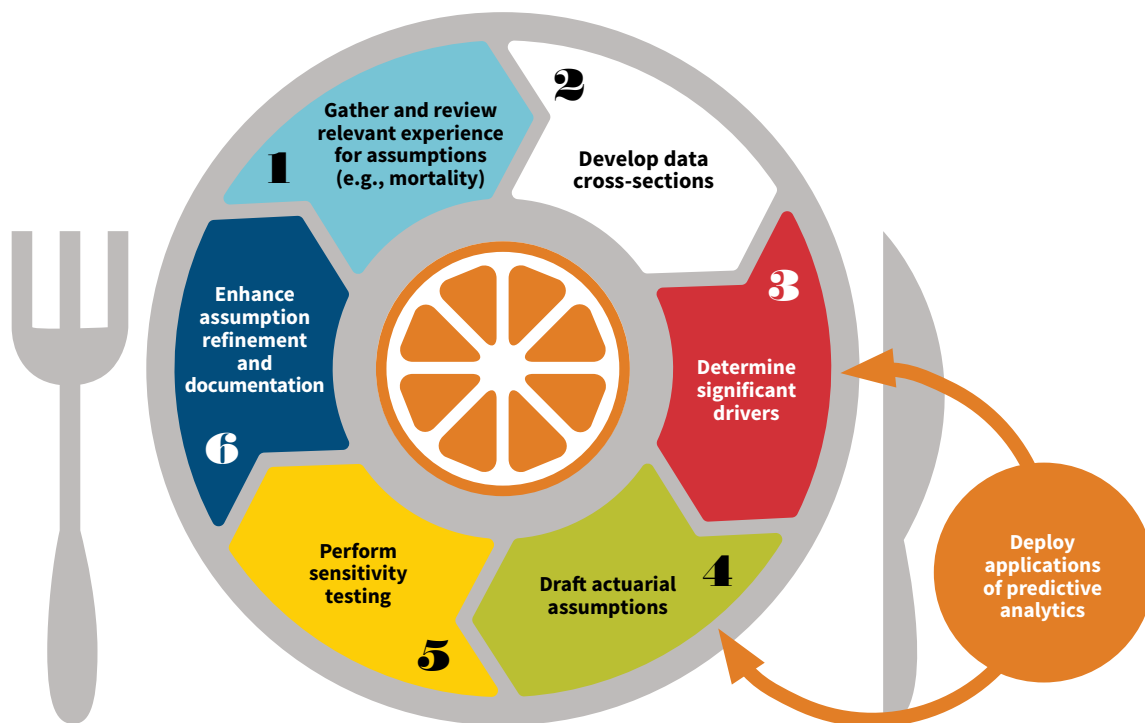 1
Gather and review
relevant experience
for assumptions
(e.g., mortality)
2
Develop data
cross-sections
3
Determine
significant
drivers
4
Draft actuarial
assumptions
5
Perform
sensitivity
testing
6
Enhance
assumption
refinement
and
documentation
Deploy
applications
of predictive
analytics